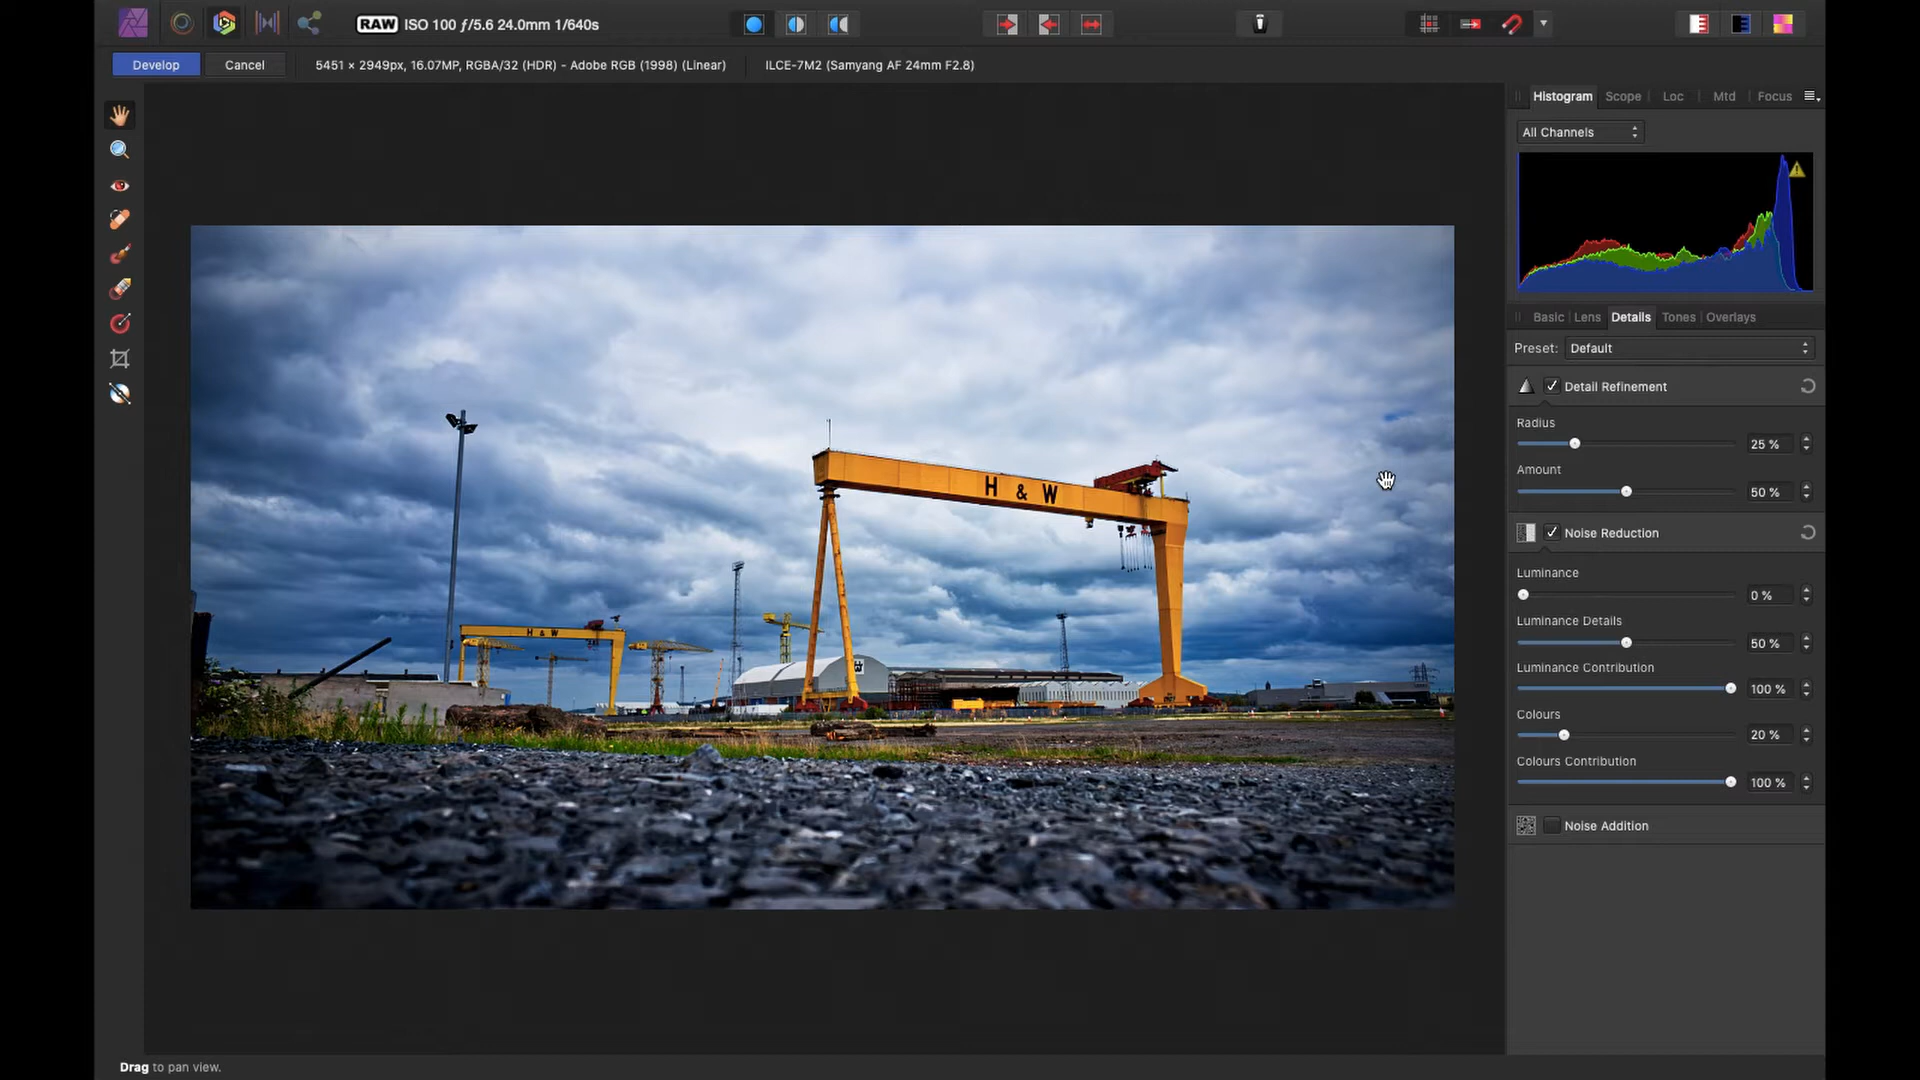 RAW ISO 100 ƒ/5.6 24.0mm 1/640s
Develop Cancel 5451 × 2949px, 16.07MP, RGBA/32 (HDR) - Adobe RGB (1998) (Linear) ILCE-7M2 (Samyang AF 24mm F2.8)
Histogram Scope Loc Mtd Focus
All Channels
Basic Lens Details Tones Overlays
Preset: Default
Detail Refinement
Radius
25 %
Amount
50 %
Noise Reduction
Luminance
0 %
Luminance Details
50 %
Luminance Contribution
100 %
Colours
20 %
Colours Contribution
100 %
Noise Addition
H & W
H & W
Drag to pan view.